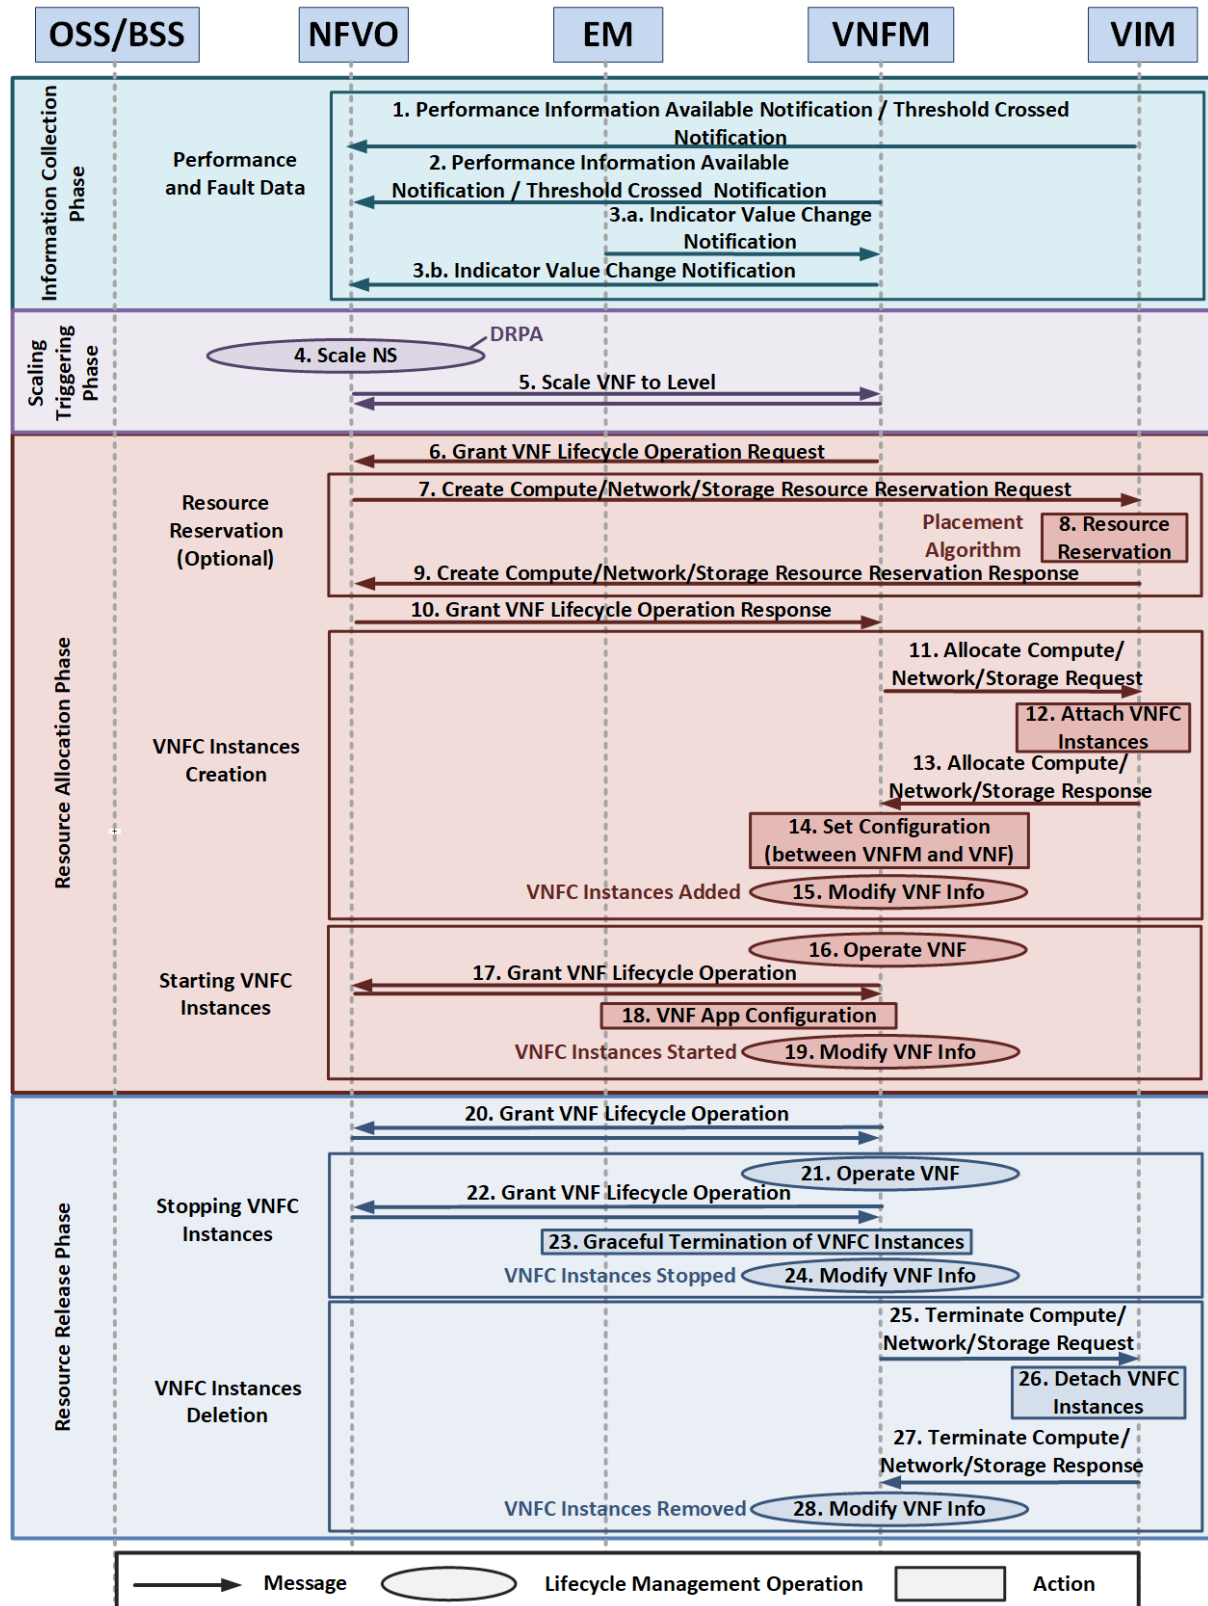 OSS/BSS
NFVO
EM
VNFM
VIM
Information Collection
Phase
Performance
and Fault Data
1. Performance Information Available Notification / Threshold Crossed
Notification
2. Performance Information Available
Notification / Threshold Crossed Notification
3.a. Indicator Value Change
Notification
3.b. Indicator Value Change Notification
Scaling
Triggering
Phase
DRPA
4. Scale NS
5. Scale VNF to Level
Resource Allocation Phase
6. Grant VNF Lifecycle Operation Request
Resource
Reservation
(Optional)
7. Create Compute/Network/Storage Resource Reservation Request
Placement
Algorithm
8. Resource
Reservation
9. Create Compute/Network/Storage Resource Reservation Response
10. Grant VNF Lifecycle Operation Response
VNFC Instances
Creation
11. Allocate Compute/
Network/Storage Request
12. Attach VNFC
Instances
13. Allocate Compute/
Network/Storage Response
14. Set Configuration
(between VNFM and VNF)
VNFC Instances Added
15. Modify VNF Info
Starting VNFC
Instances
16. Operate VNF
17. Grant VNF Lifecycle Operation
18. VNF App Configuration
VNFC Instances Started
19. Modify VNF Info
Resource Release Phase
20. Grant VNF Lifecycle Operation
Stopping VNFC
Instances
21. Operate VNF
22. Grant VNF Lifecycle Operation
23. Graceful Termination of VNFC Instances
VNFC Instances Stopped
24. Modify VNF Info
VNFC Instances
Deletion
25. Terminate Compute/
Network/Storage Request
26. Detach VNFC
Instances
27. Terminate Compute/
Network/Storage Response
VNFC Instances Removed
28. Modify VNF Info
Message
Lifecycle Management Operation
Action